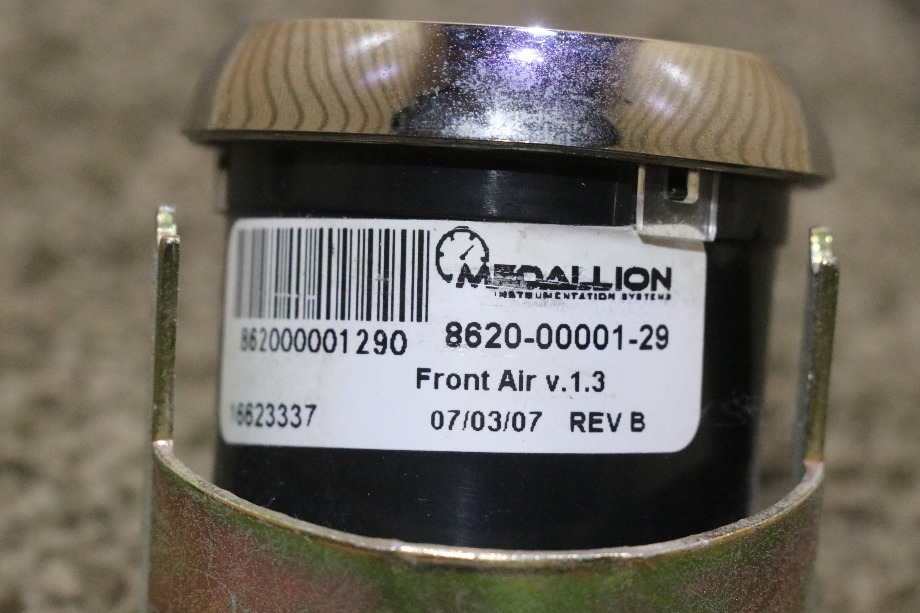 MEDALLION
INSTRUMENTATION SYSTEMS
862000001290 8620-00001-29
Front Air v.1.3
16623337 07/03/07 REV B